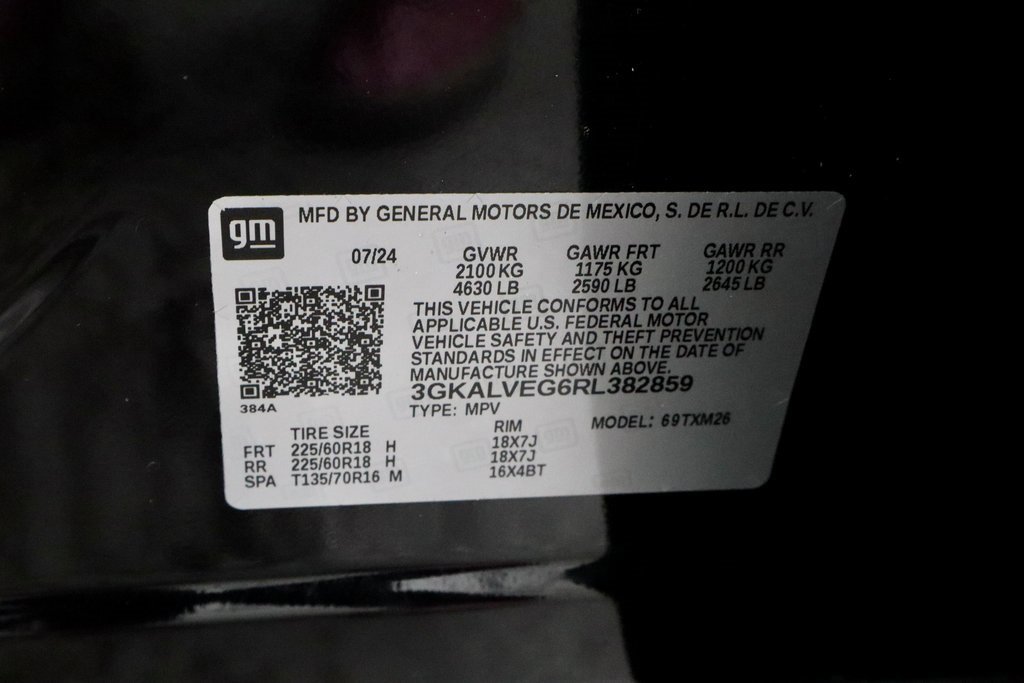 gm MFD BY GENERAL MOTORS DE MEXICO, S. DE R.L. DE C.V.
07/24 GVWR GAWR FRT GAWR RR
2100 KG 1175 KG 1200 KG
4630 LB 2590 LB 2645 LB
THIS VEHICLE CONFORMS TO ALL
APPLICABLE U.S. FEDERAL MOTOR
VEHICLE SAFETY AND THEFT PREVENTION
STANDARDS IN EFFECT ON THE DATE OF
MANUFACTURE SHOWN ABOVE.
3GKALVEG6RL382859
384A
TYPE: MPV
MODEL: 69TXM26
TIRE SIZE RIM
FRT 225/60R18 H 18X7J
RR 225/60R18 H 18X7J
SPA T135/70R16 M 16X4BT